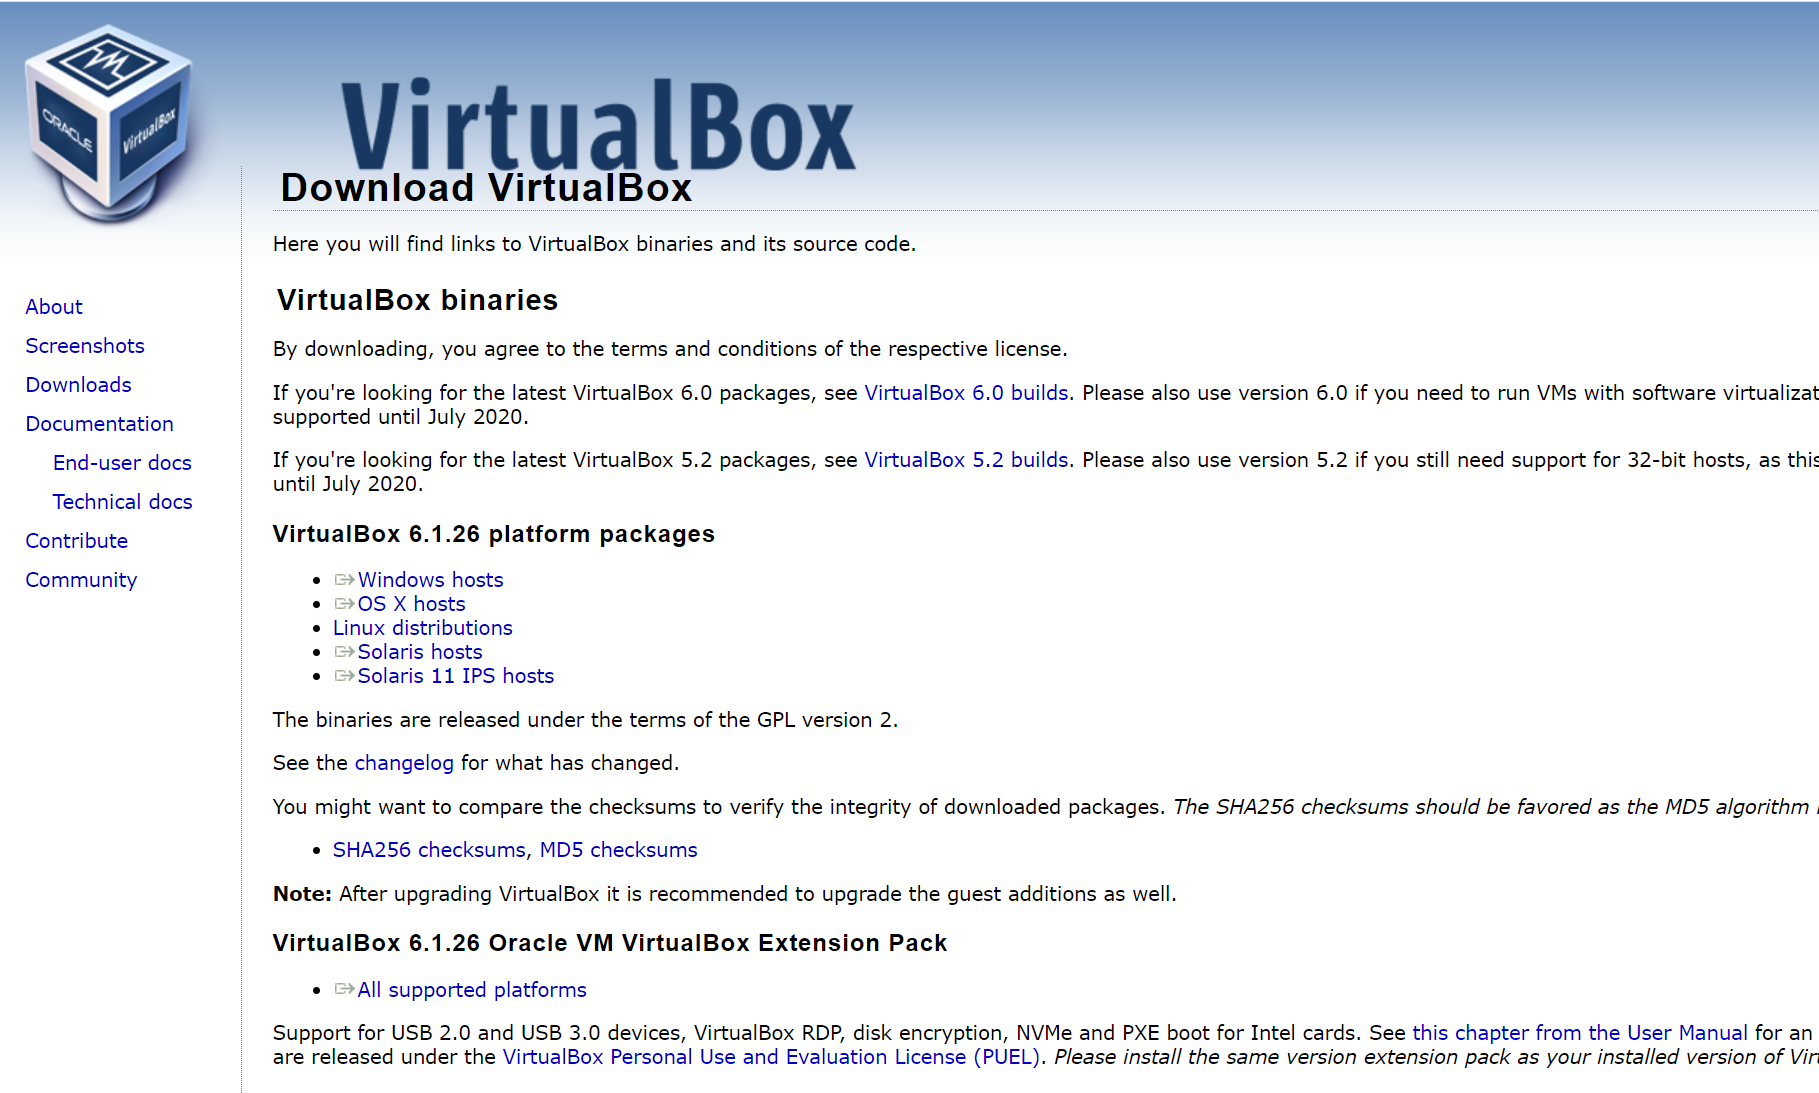 ORACLE
VirtualBox
VirtualBox
Download VirtualBox
Here you will find links to VirtualBox binaries and its source code.
About
Screenshots
Downloads
Documentation
End-user docs
Technical docs
Contribute
Community
VirtualBox binaries
By downloading, you agree to the terms and conditions of the respective license.
If you're looking for the latest VirtualBox 6.0 packages, see VirtualBox 6.0 builds. Please also use version 6.0 if you need to run VMs with software virtualizat
supported until July 2020.
If you're looking for the latest VirtualBox 5.2 packages, see VirtualBox 5.2 builds. Please also use version 5.2 if you still need support for 32-bit hosts, as this
until July 2020.
VirtualBox 6.1.26 platform packages
Windows hosts
OS X hosts
Linux distributions
Solaris hosts
Solaris 11 IPS hosts
The binaries are released under the terms of the GPL version 2.
See the changelog for what has changed.
You might want to compare the checksums to verify the integrity of downloaded packages. The SHA256 checksums should be favored as the MD5 algorithm
SHA256 checksums, MD5 checksums
Note: After upgrading VirtualBox it is recommended to upgrade the guest additions as well.
VirtualBox 6.1.26 Oracle VM VirtualBox Extension Pack
All supported platforms
Support for USB 2.0 and USB 3.0 devices, VirtualBox RDP, disk encryption, NVMe and PXE boot for Intel cards. See this chapter from the User Manual for an
are released under the VirtualBox Personal Use and Evaluation License (PUEL). Please install the same version extension pack as your installed version of Virt